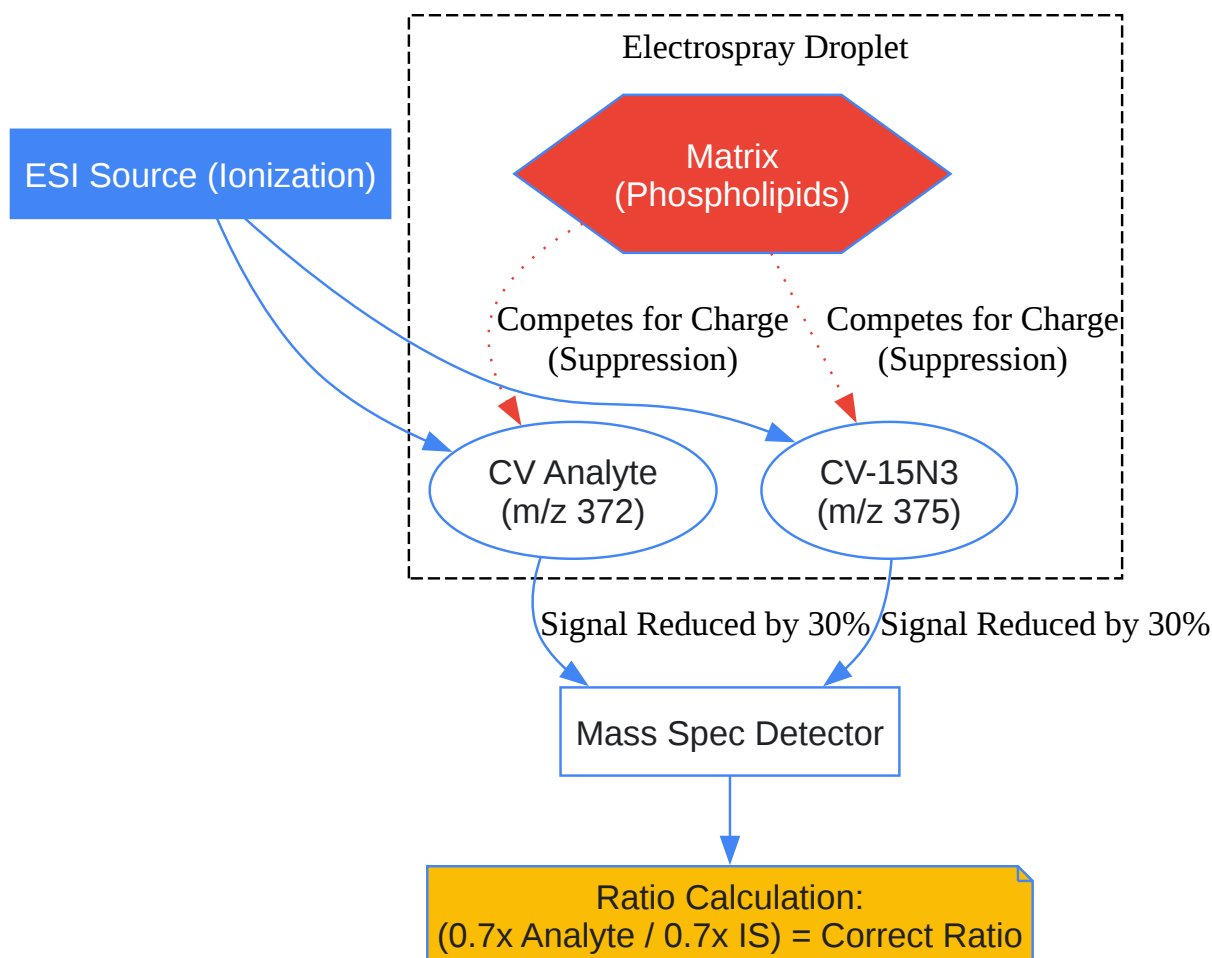 Electrospray Droplet
ESI Source (Ionization)
Matrix
(Phospholipids)
Competes for Charge
(Suppression)
Competes for Charge
(Suppression)
CV Analyte
(m/z 372)
CV-15N3
(m/z 375)
Signal Reduced by 30%
Signal Reduced by 30%
Mass Spec Detector
Ratio Calculation:
(0.7x Analyte / 0.7x IS) = Correct Ratio